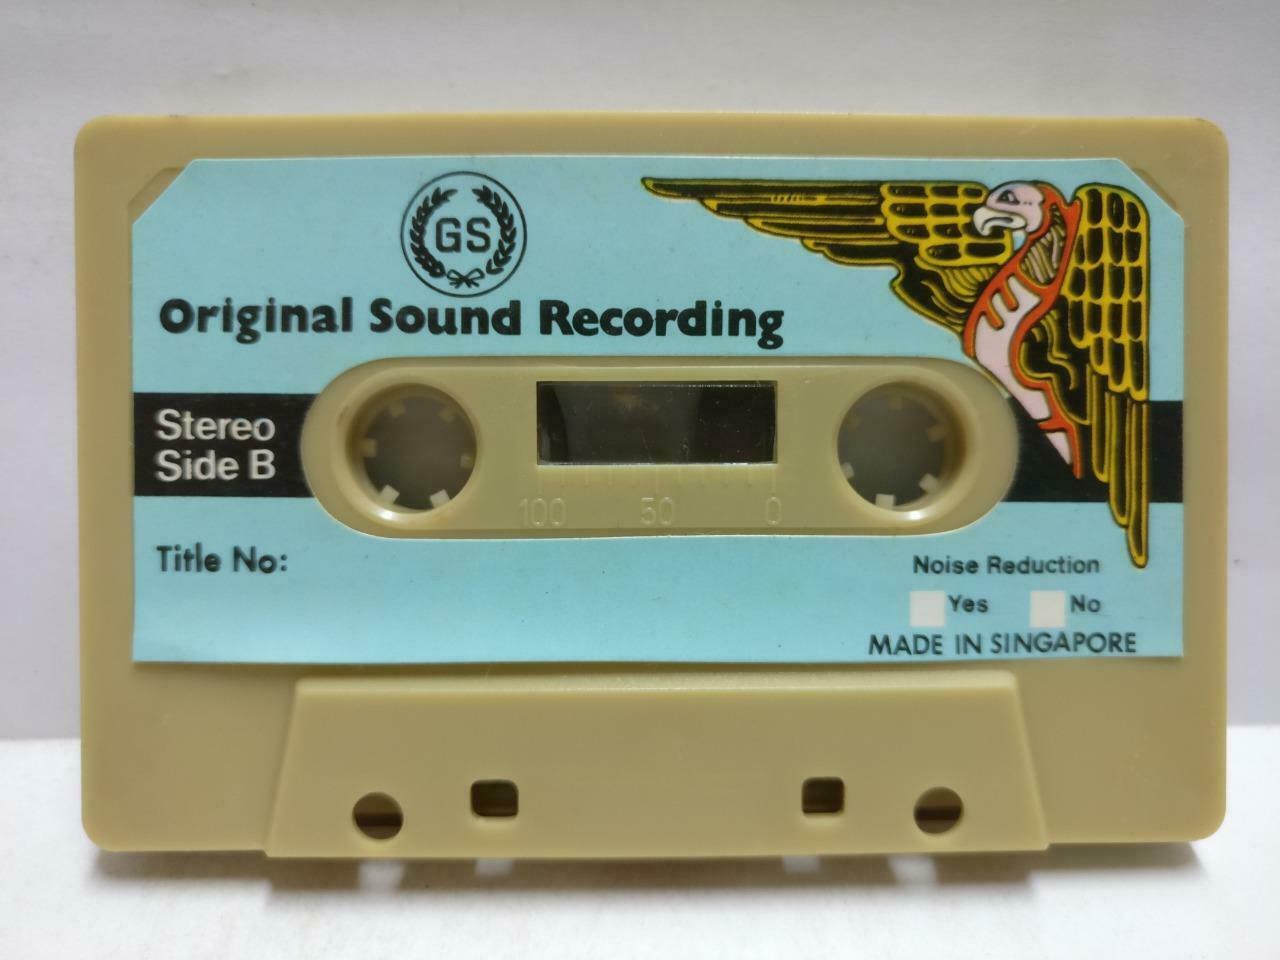 GS
Original Sound Recording
Stereo
Side B
100 50 0
Title No:
Noise Reduction
Yes No
MADE IN SINGAPORE